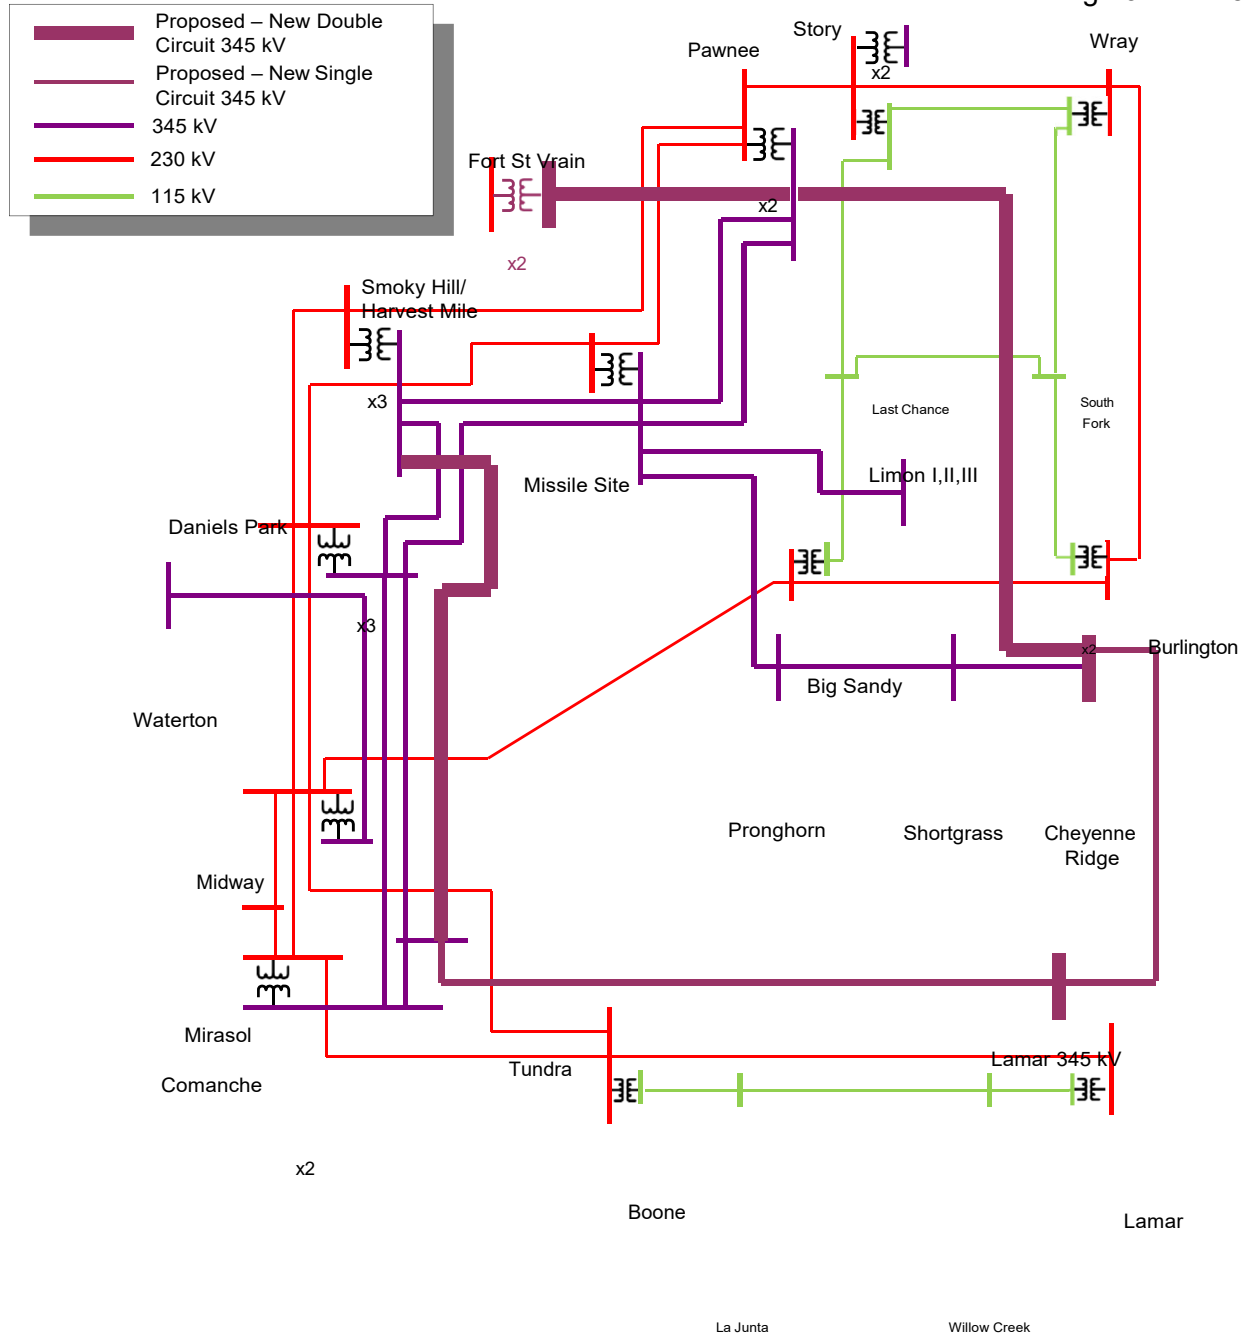 Proposed – New Double
Circuit 345 kV
Proposed – New Single
Circuit 345 kV
345 kV
230 kV
115 kV
Story
Pawnee
Wray
x2
Fort St Vrain
x2
x2
Smoky Hill/
Harvest Mile
x3
Last Chance
South
Fork
Limon I,II,III
Missile Site
Daniels Park
x3
x2
Burlington
Big Sandy
Waterton
Pronghorn
Shortgrass
Cheyenne
Ridge
Midway
Mirasol
Tundra
Lamar 345 kV
Comanche
x2
Boone
Lamar
La Junta
Willow Creek